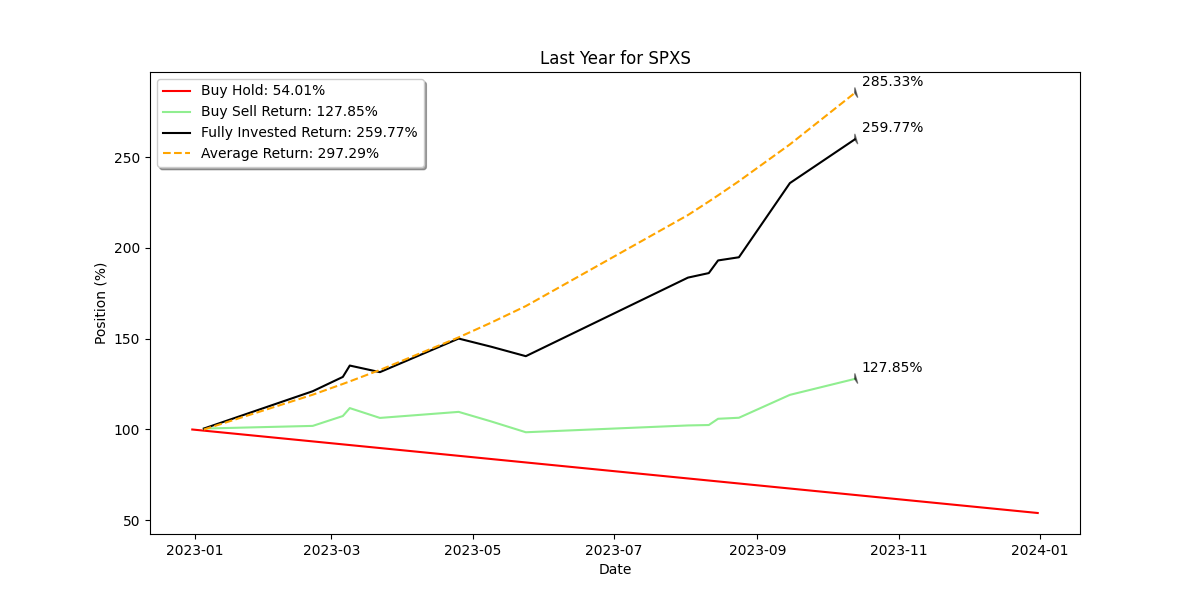 Last Year for SPXS
Buy Hold: 54.01%
Buy Sell Return: 127.85%
Fully Invested Return: 259.77%
Average Return: 297.29%
285.33%
259.77%
127.85%
Position (%)
250
200
150
100
50
2023-01
2023-03
2023-05
2023-07
2023-09
2023-11
2024-01
Date